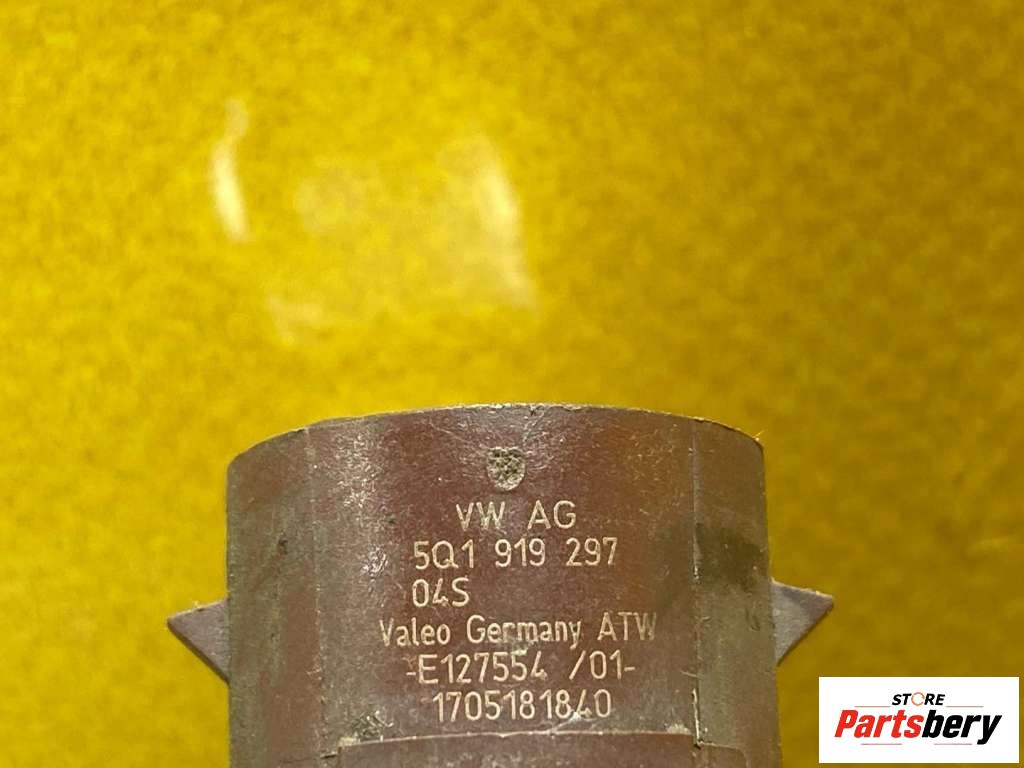 VW AG
5Q1 919 297
04S
Valeo Germany ATW
-E127554 /01-
1705181840
STORE
Partsbery